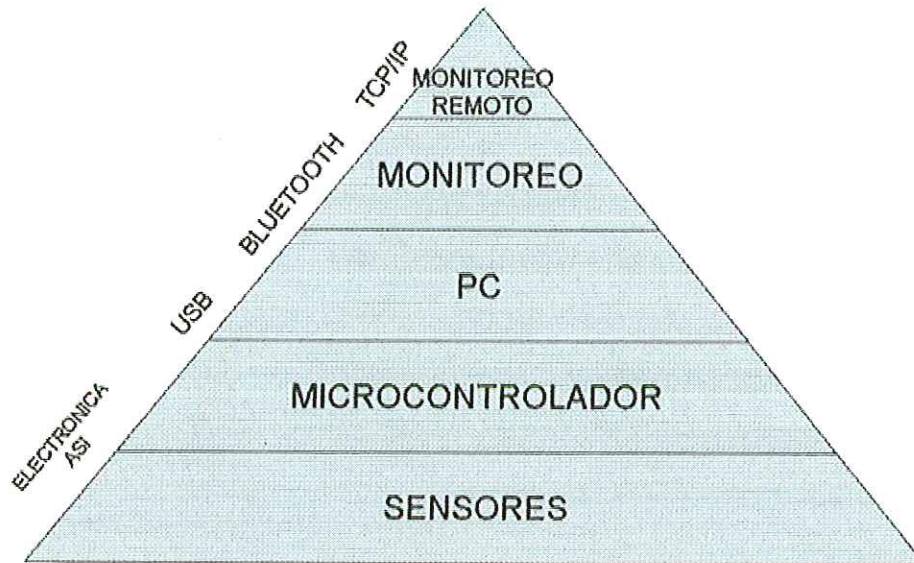 TCP/IP
MONITOREO
REMOTO
BLUETOOTH
MONITOREO
USB
PC
MICROCONTROLADOR
ELECTRONICA
ASI
SENSORES